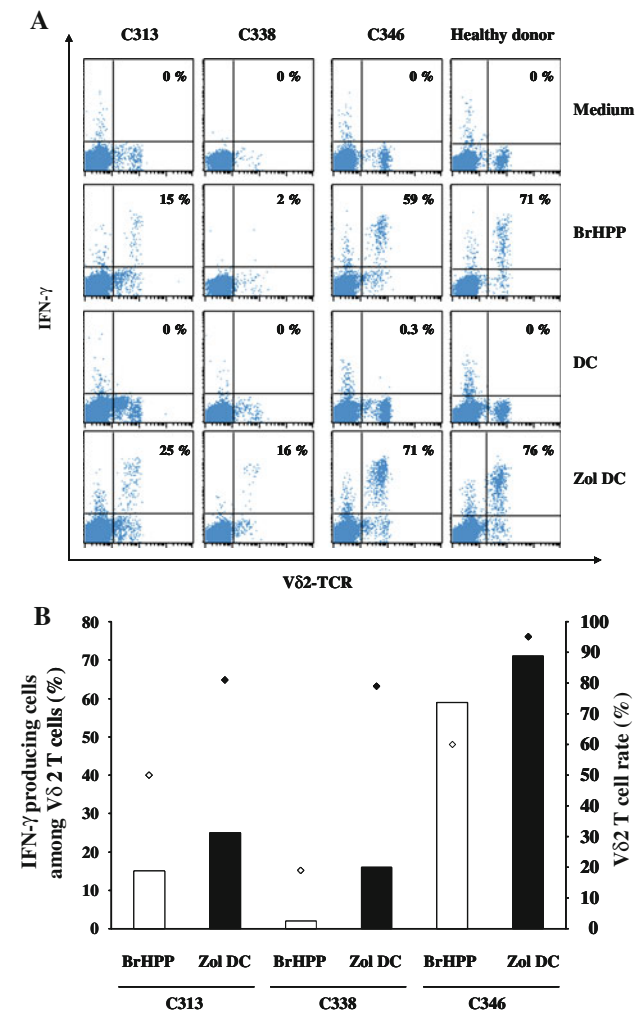 A
C313 C338 C346 Healthy donor
0 % 0 % 0 % 0 %
Medium
15 % 2 % 59 % 71 %
BrHPP
IFN-γ
0 % 0 % 0.3 % 0 %
DC
25 % 16 % 71 % 76 %
Zol DC
Vδ2-TCR
B
IFN-γ producing cells
among Vδ 2 T cells (%)
80
70
60
50
40
30
20
10
0
100
90
80
70
60
50
40
30
20
10
0
Vδ2 T cell rate (%)
BrHPP Zol DC BrHPP Zol DC BrHPP Zol DC
C313 C338 C346